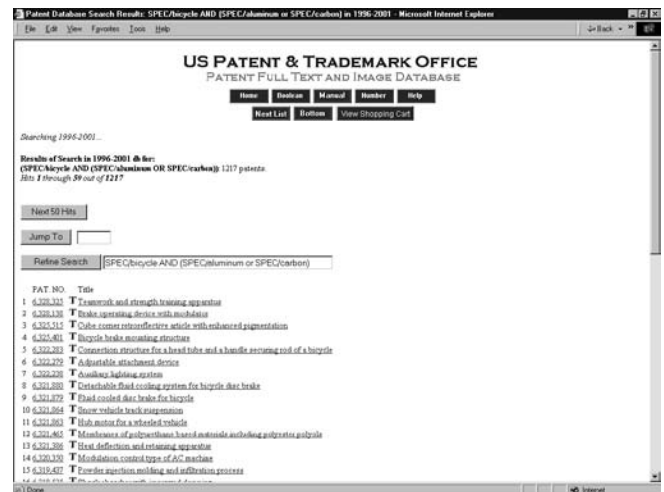 Patent Database Search Results: SPEC/bicycle AND (SPEC/aluminum or SPEC/carbon) in 1996-2001 - Microsoft Internet Explorer
File Edit View Favorites Tools Help
Back
US PATENT & TRADEMARK OFFICE
PATENT FULL TEXT AND IMAGE DATABASE
Home Boolean Manual Number Help
Next List Bottom View Shopping Cart
Searching 1996-2001...
Results of Search in 1996-2001 db for:
(SPEC/bicycle AND (SPEC/aluminum OR SPEC/carbon)): 1217 patents.
Hits 1 through 50 out of 1217
Next 50 Hits
Jump To
Refine Search SPEC/bicycle AND (SPEC/aluminum or SPEC/carbon)
PAT. NO. Title
1 6,328,325 T Teamwork and strength training apparatus
2 6,328,138 T Brake operating device with modulator
3 6,325,515 T Cube corner retroreflective article with enhanced pigmentation
4 6,325,401 T Bicycle brake mounting structure
5 6,322,283 T Connection structure for a head tube and a handle securing rod of a bicycle
6 6,322,279 T Adjustable attachment device
7 6,322,238 T Auxiliary lighting system
8 6,321,880 T Detachable fluid cooling system for bicycle disc brake
9 6,321,879 T Fluid cooled disc brake for bicycle
10 6,321,864 T Snow vehicle track suspension
11 6,321,863 T Hub motor for a wheeled vehicle
12 6,321,465 T Membranes of polyurethane based materials including polyester polyols
13 6,321,386 T Heat deflection and retaining apparatus
14 6,320,350 T Modulation control type of AC machine
15 6,319,437 T Powder injection molding and infiltration process
Done
Internet